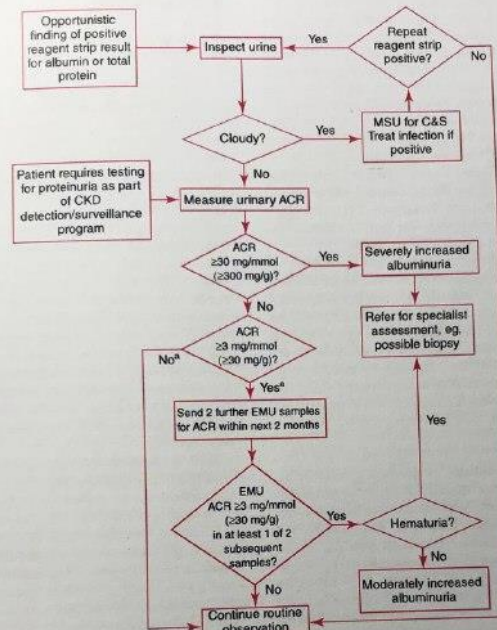 Opportunistic
finding of positive
reagent strip result
for albumin or total
protein
Inspect urine
Yes
Repeat
reagent strip
positive?
No
Cloudy?
Yes
MSU for C&S
Treat infection if
positive
No
Patient requires testing
for proteinuria as part
of CKD
detection/surveillance
program
Measure urinary ACR
ACR
≥30 mg/mmol
(≥300 mg/g)?
Yes
Severely increased
albuminuria
No
Refer for specialist
assessment, eg.
possible biopsy
ACR
≥3 mg/mmol
(≥30 mg/g)?
Noᵃ
Yesᵃ
Send 2 further EMU samples
for ACR within next 2 months
Yes
EMU
ACR ≥3 mg/mmol
(≥30 mg/g)
in at least 1 of 2
subsequent
samples?
Yes
Hematuria?
No
No
Moderately increased
albuminuria
Continue routine
observation